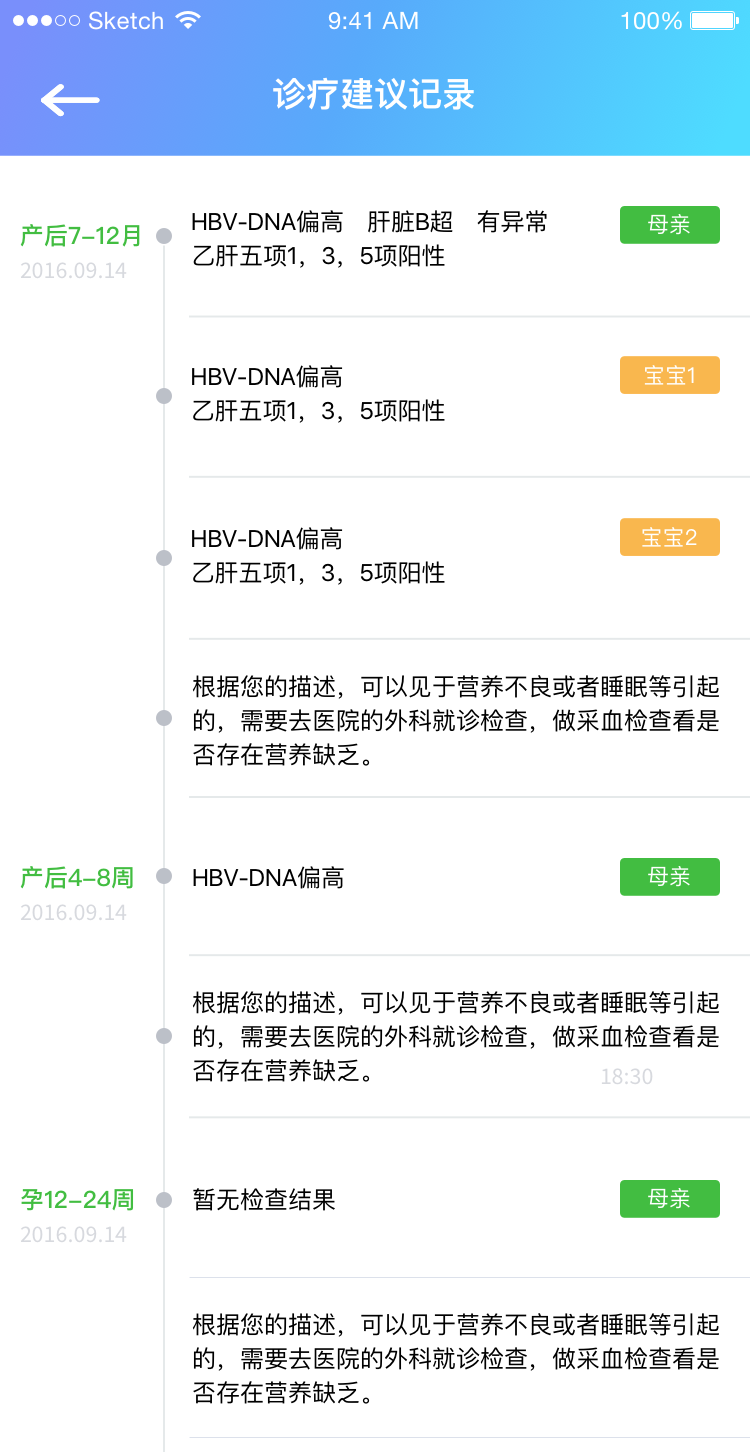 Sketch 9:41 AM 100%
诊疗建议记录
产后7-12月
2016.09.14
HBV-DNA偏高 肝脏B超 有异常
乙肝五项1，3，5项阳性
母亲
HBV-DNA偏高
乙肝五项1，3，5项阳性
宝宝1
HBV-DNA偏高
乙肝五项1，3，5项阳性
宝宝2
根据您的描述，可以见于营养不良或者睡眠等引起
的，需要去医院的外科就诊检查，做采血检查看是
否存在营养缺乏。
产后4-8周
2016.09.14
HBV-DNA偏高
母亲
根据您的描述，可以见于营养不良或者睡眠等引起
的，需要去医院的外科就诊检查，做采血检查看是
否存在营养缺乏。
18:30
孕12-24周
2016.09.14
暂无检查结果
母亲
根据您的描述，可以见于营养不良或者睡眠等引起
的，需要去医院的外科就诊检查，做采血检查看是
否存在营养缺乏。